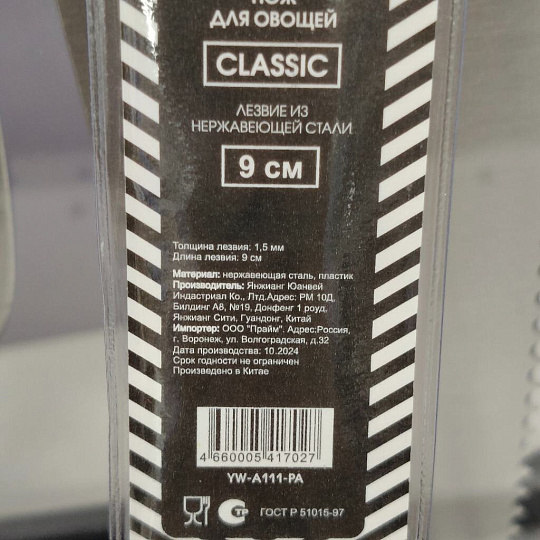 НОЖ
ДЛЯ ОВОЩЕЙ
CLASSIC
ЛЕЗВИЕ ИЗ
НЕРЖАВЕЮЩЕЙ СТАЛИ
9 см
Толщина лезвия: 1,5 мм
Длина лезвия: 9 см
Материал: нержавеющая сталь, пластик
Производитель: Янжианг Юанвей
Индастриал Ко., Лтд.Адрес: РМ 10Д,
Билдинг А8, №19, Донфенг 1 роуд,
Янжианг Сити, Гуандонг, Китай
Импортер: ООО "Прайм". Адрес:Россия,
г. Воронеж, ул. Волгоградская, д.32
Дата производства: 10.2024
Срок годности не ограничен
Произведено в Китае
4 660005 417027
YW-A111-PA
СТР ГОСТ Р 51015-97